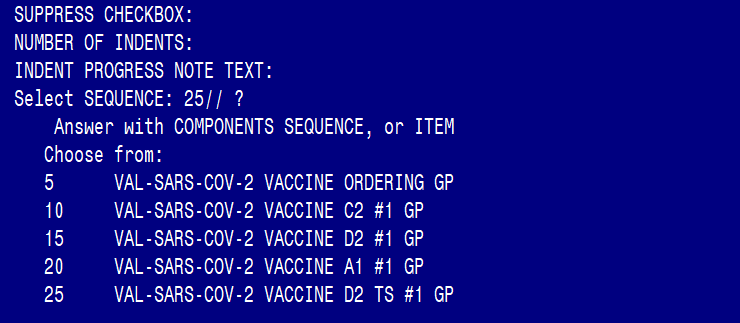 SUPPRESS CHECKBOX:
NUMBER OF INDENTS:
INDENT PROGRESS NOTE TEXT:
Select SEQUENCE: 25// ?
Answer with COMPONENTS SEQUENCE, or ITEM
Choose from:
5 VAL-SARS-COV-2 VACCINE ORDERING GP
10 VAL-SARS-COV-2 VACCINE C2 #1 GP
15 VAL-SARS-COV-2 VACCINE D2 #1 GP
20 VAL-SARS-COV-2 VACCINE A1 #1 GP
25 VAL-SARS-COV-2 VACCINE D2 TS #1 GP